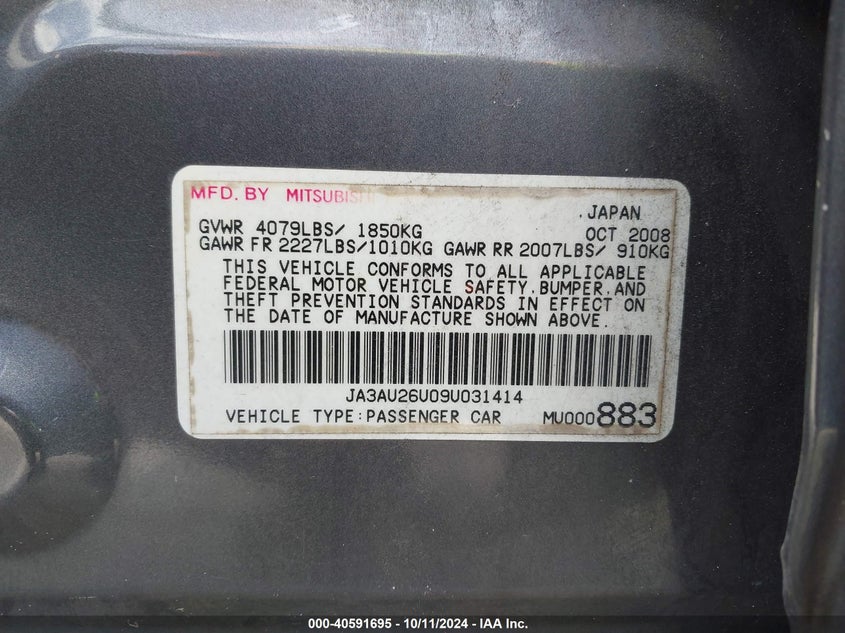 MFD. BY MITSUBISHI
.JAPAN
GVWR 4079LBS/ 1850KG OCT 2008
GAWR FR 2227LBS/1010KG GAWR RR 2007LBS/ 910KG
THIS VEHICLE CONFORMS TO ALL APPLICABLE
FEDERAL MOTOR VEHICLE SAFETY.BUMPER.AND
THEFT PREVENTION STANDARDS IN EFFECT ON
THE DATE OF MANUFACTURE SHOWN ABOVE.
JA3AU26U09U031414
VEHICLE TYPE:PASSENGER CAR MU000883
000-40591695 - 10/11/2024 - IAA Inc.